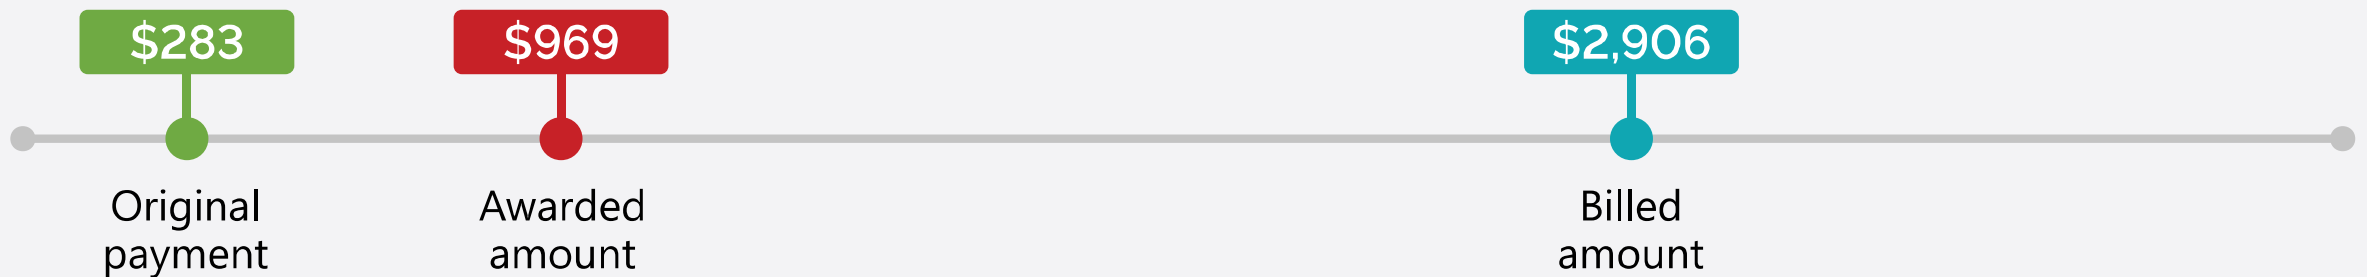 $283
Original
payment
$969
Awarded
amount
$2,906
Billed
amount